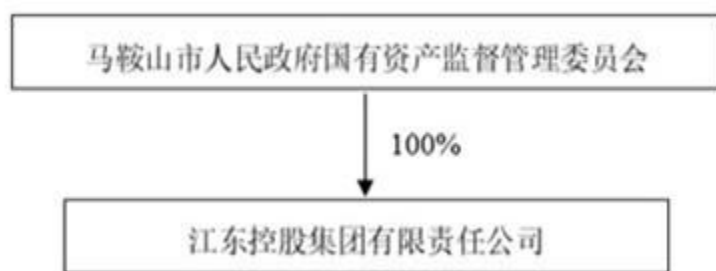 马鞍山市人民政府国有资产监督管理委员会
100%
江东控股集团有限责任公司